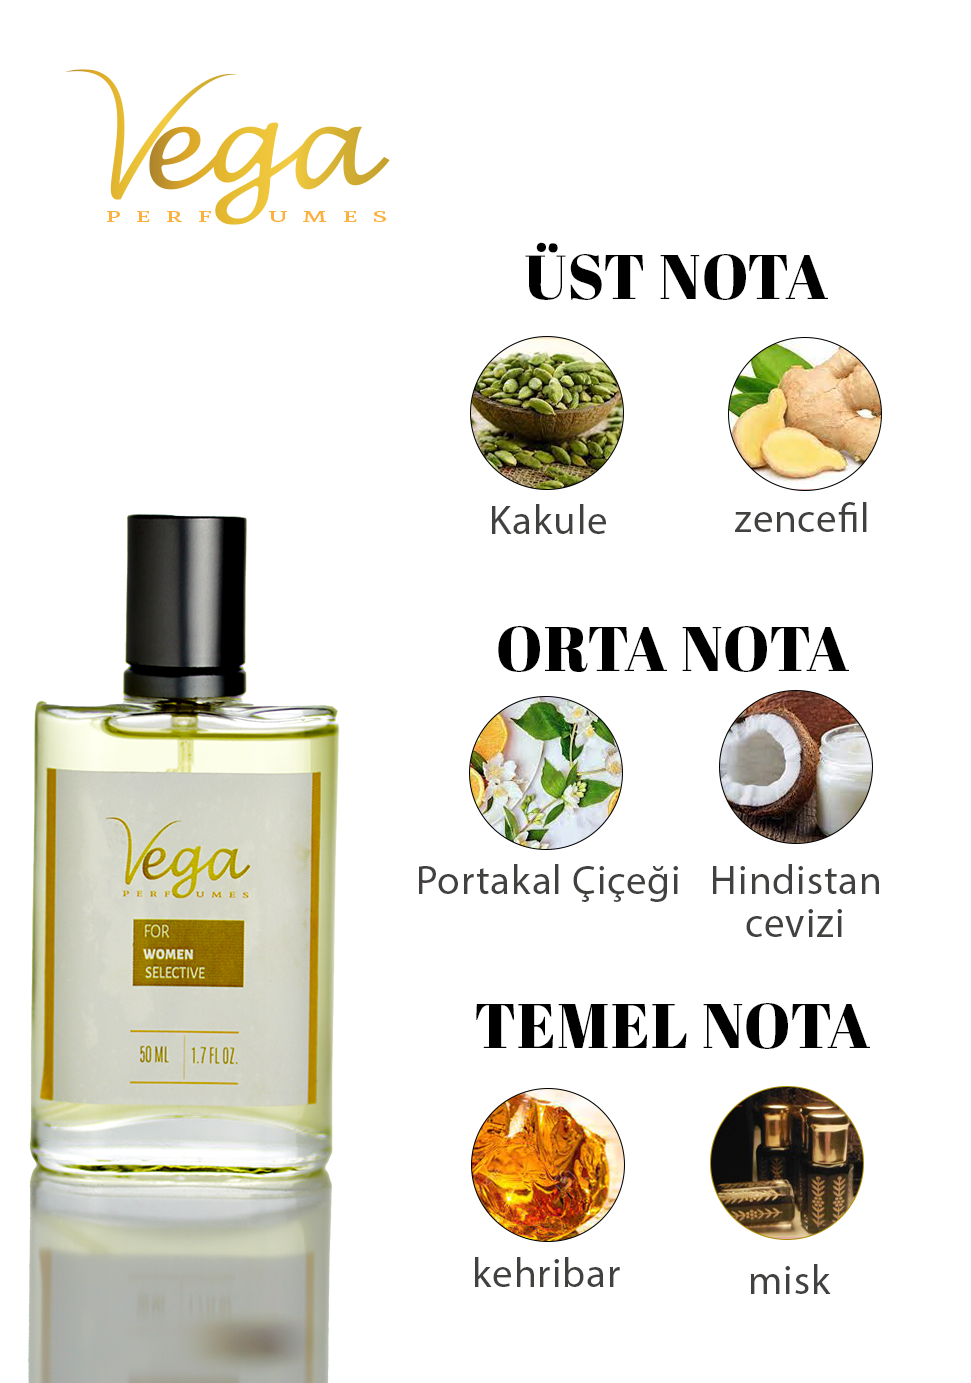 Vega
PERFUMES
ÜST NOTA
Kakule
zencefil
ORTA NOTA
Portakal Çiçeği
Hindistan
cevizi
TEMEL NOTA
kehribar
misk
Vega
PERFUMES
FOR
WOMEN
SELECTIVE
50 ML
1.7 FL OZ.